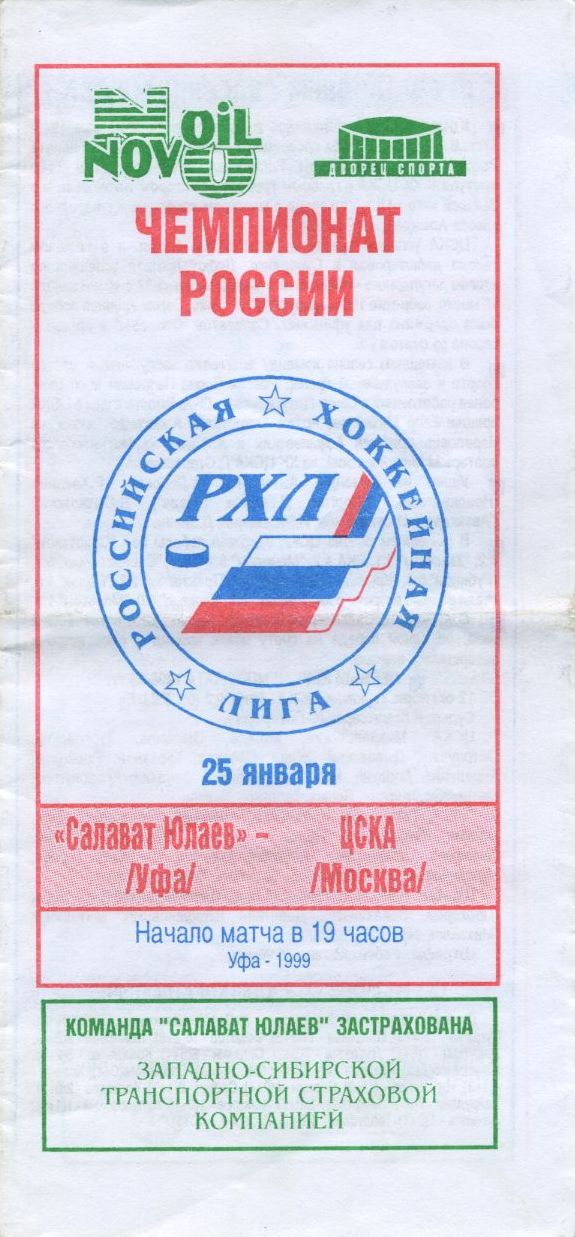 NOVOIL
NU
ДВОРЕЦ СПОРТА
ЧЕМПИОНАТ
РОССИИ
РОССИЙСКАЯ ХОККЕЙНАЯ
ЛИГА
РХЛ
25 января
«Салават Юлаев» – ЦСКА
/Уфа/ /Москва/
Начало матча в 19 часов
Уфа - 1999
КОМАНДА "САЛАВАТ ЮЛАЕВ" ЗАСТРАХОВАНА
ЗАПАДНО-СИБИРСКОЙ
ТРАНСПОРТНОЙ СТРАХОВОЙ
КОМПАНИЕЙ